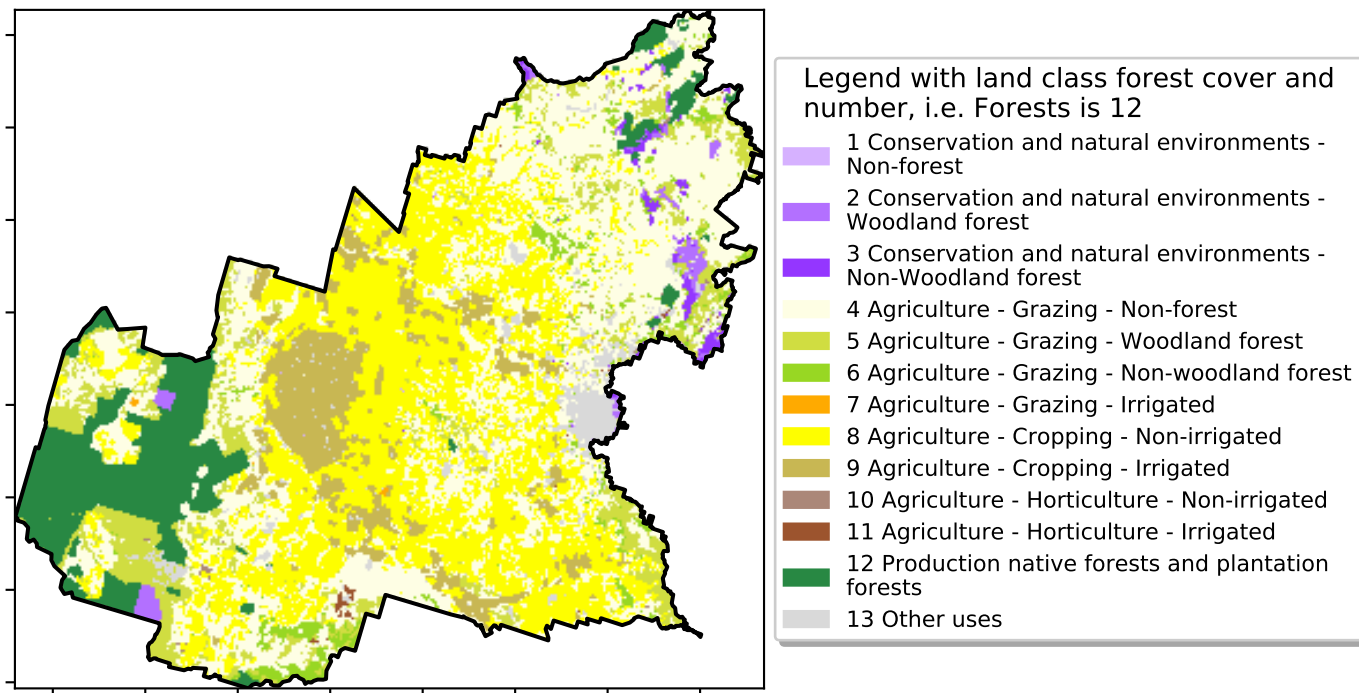 Legend with land class forest cover and
number, i.e. Forests is 12
1 Conservation and natural environments -
Non-forest
2 Conservation and natural environments -
Woodland forest
3 Conservation and natural environments -
Non-Woodland forest
4 Agriculture - Grazing - Non-forest
5 Agriculture - Grazing - Woodland forest
6 Agriculture - Grazing - Non-woodland forest
7 Agriculture - Grazing - Irrigated
8 Agriculture - Cropping - Non-irrigated
9 Agriculture - Cropping - Irrigated
10 Agriculture - Horticulture - Non-irrigated
11 Agriculture - Horticulture - Irrigated
12 Production native forests and plantation
forests
13 Other uses